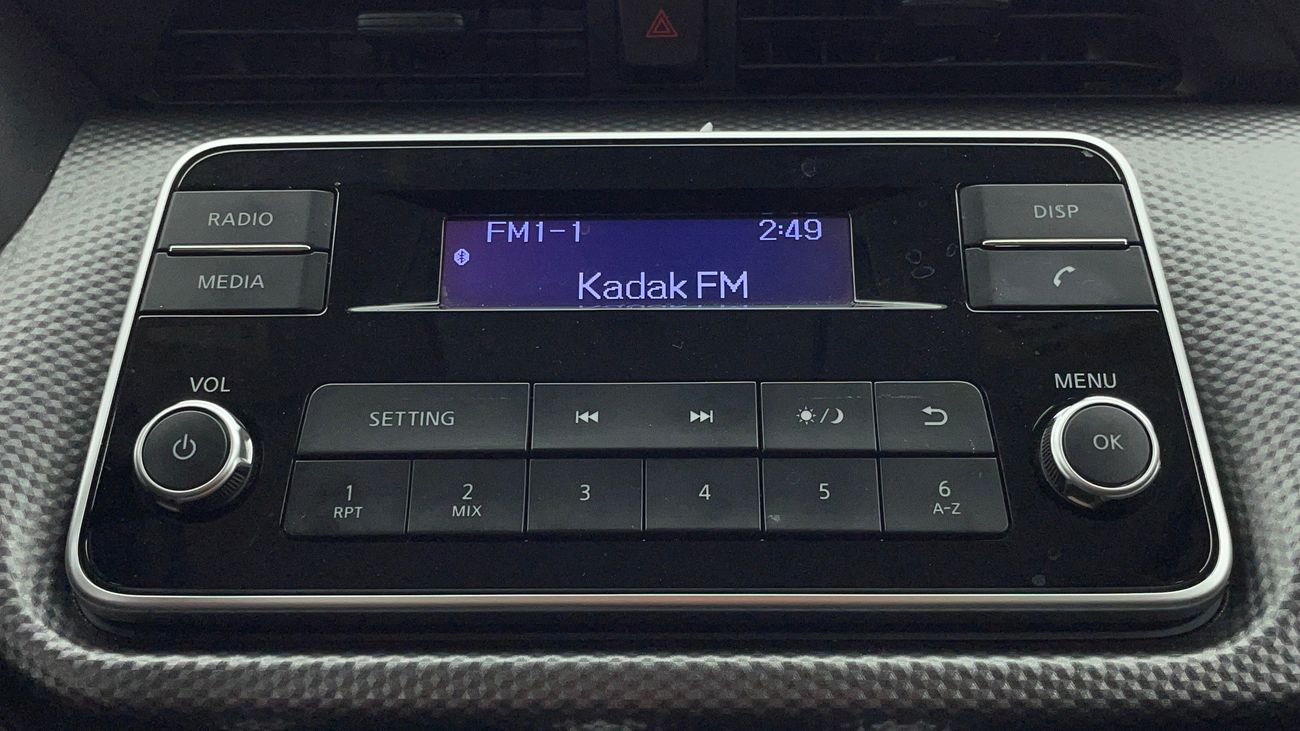 RADIO
MEDIA
FM1-1 2:49
Kadak FM
DISP
VOL
MENU
SETTING
OK
1 2 3 4 5 6
RPT MIX A-Z